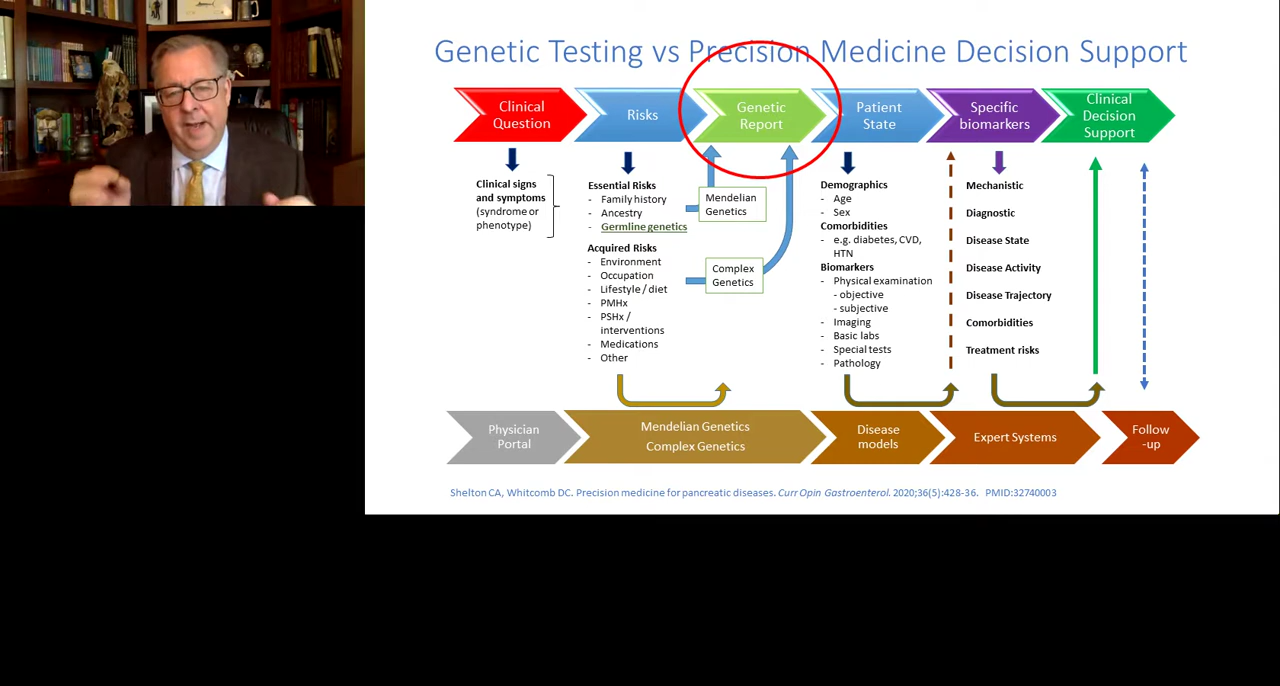 Genetic Testing vs Precision Medicine Decision Support
Clinical
Question
Risks
Genetic
Report
Patient
State
Specific
biomarkers
Clinical
Decision
Support
Clinical signs
and symptoms
(syndrome or
phenotype)
Essential Risks
- Family history
- Ancestry
- Germline genetics
Acquired Risks
- Environment
- Occupation
- Lifestyle / diet
- PMHx
- PSHx /
interventions
- Medications
- Other
Mendelian
Genetics
Complex
Genetics
Demographics
- Age
- Sex
Comorbidities
- e.g. diabetes, CVD,
HTN
Biomarkers
- Physical examination
- objective
- subjective
- Imaging
- Basic labs
- Special tests
- Pathology
Mechanistic
Diagnostic
Disease State
Disease Activity
Disease Trajectory
Comorbidities
Treatment risks
Physician
Portal
Mendelian Genetics
Complex Genetics
Disease
models
Expert Systems
Follow
-up
Shelton CA, Whitcomb DC. Precision medicine for pancreatic diseases. Curr Opin Gastroenterol. 2020;36(5):428-36. PMID:32740003